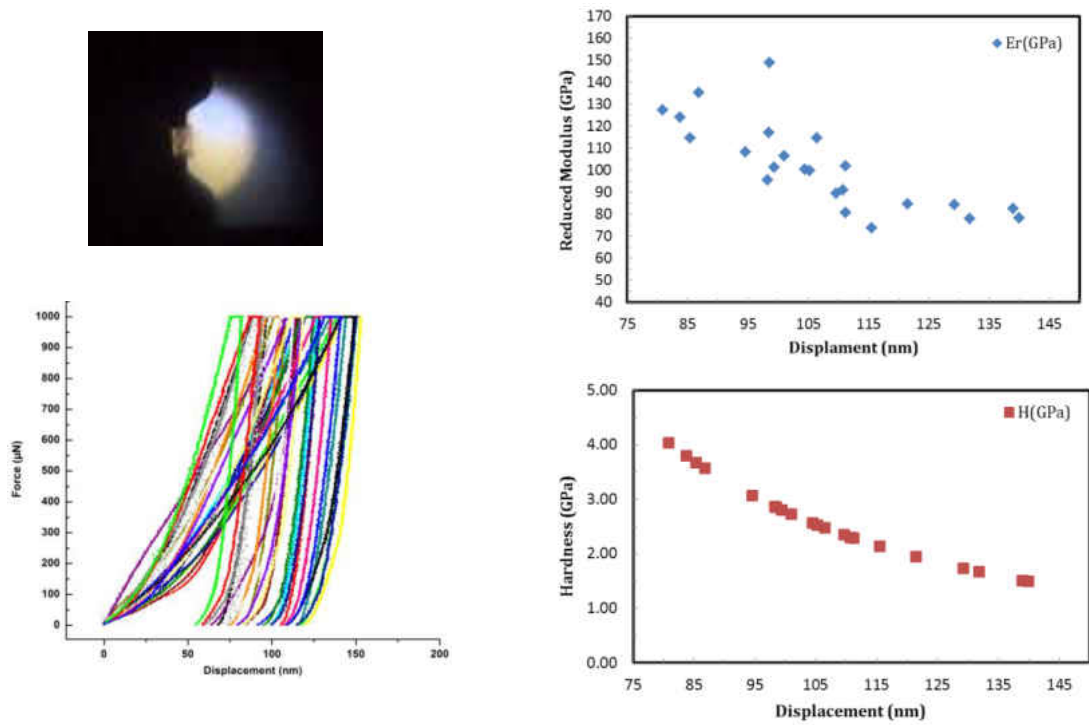 170
160
150
140
130
120
110
100
90
80
70
60
50
40
Reduced Modulus (GPa)
Er(GPa)
75 85 95 105 115 125 135 145
Displament (nm)
1000
900
800
700
600
500
400
300
200
100
0
Force (µN)
0 50 100 150 200
Displacement (nm)
5.00
4.00
3.00
2.00
1.00
0.00
Hardness (GPa)
H(GPa)
75 85 95 105 115 125 135 145
Displacement (nm)